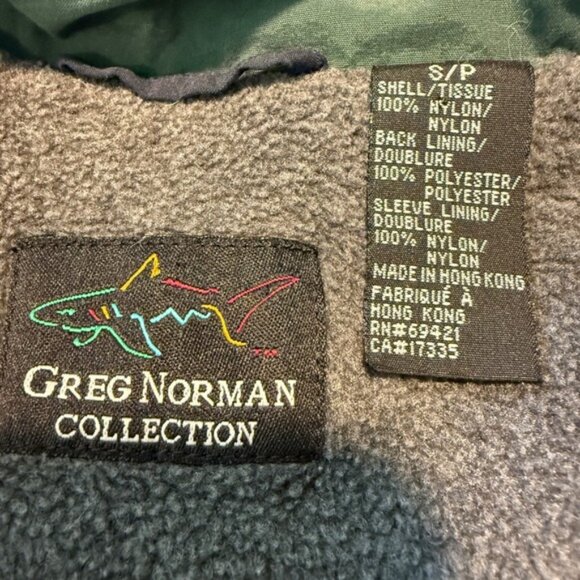 S/P
SHELL/TISSUE
100% NYLON/
NYLON
BACK LINING/
DOUBLURE
100% POLYESTER/
POLYESTER
SLEEVE LINING/
DOUBLURE
100% NYLON/
NYLON
MADE IN HONG KONG
FABRIQUÉ À
HONG KONG
RN#69421
CA#17335
GREG NORMAN
COLLECTION